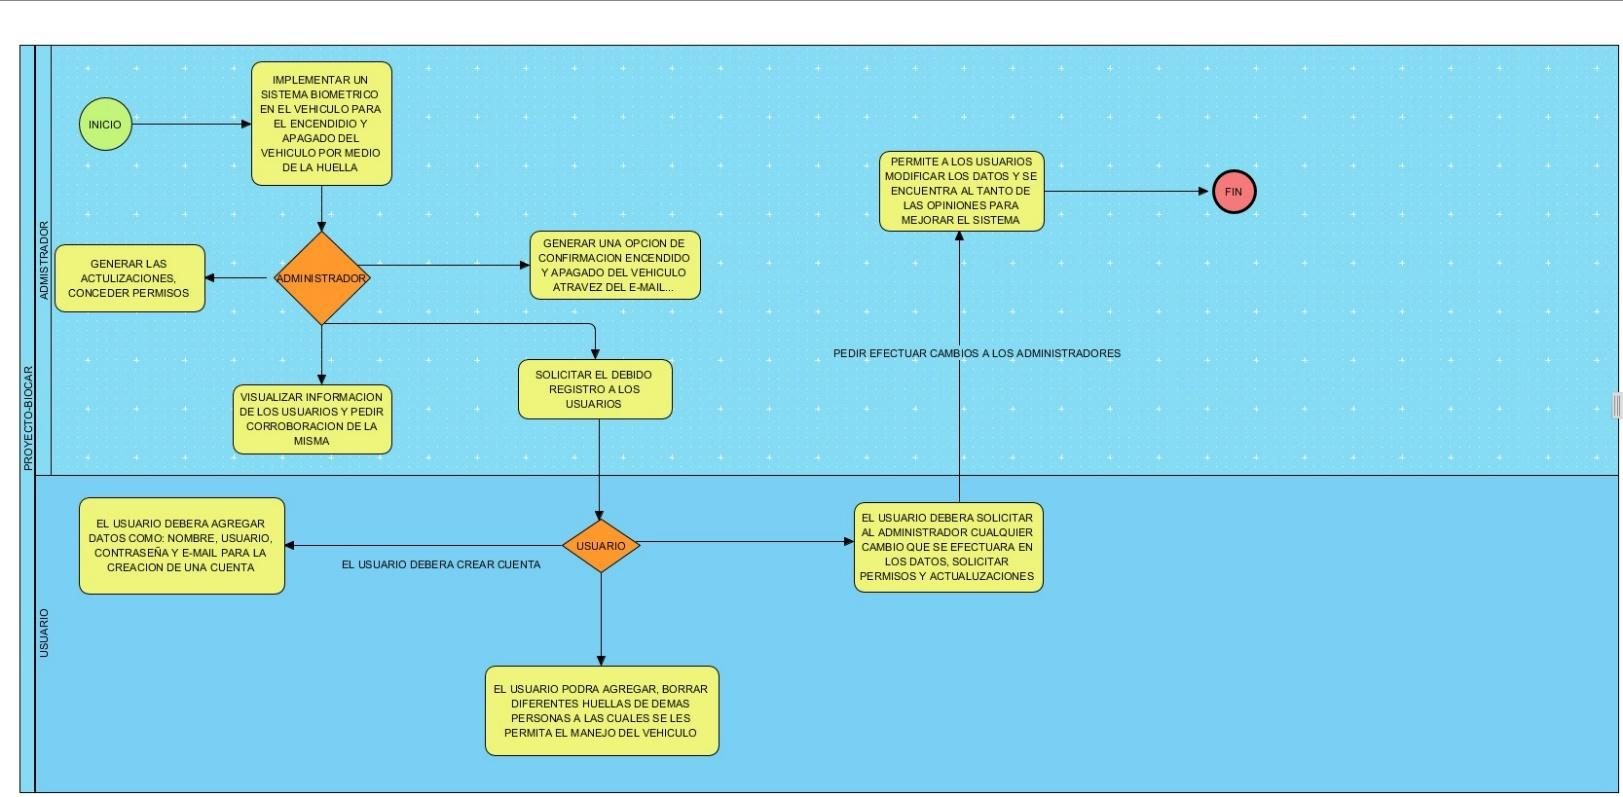 PROYECTO-BIOCAR
ADMISTRADOR
INICIO
IMPLEMENTAR UN
SISTEMA BIOMETRICO
EN EL VEHICULO PARA
EL ENCENDIDIO Y
APAGADO DEL
VEHICULO POR MEDIO
DE LA HUELLA
ADMINISTRADOR
GENERAR LAS
ACTULIZACIONES,
CONCEDER PERMISOS
GENERAR UNA OPCION DE
CONFIRMACION ENCENDIDO
Y APAGADO DEL VEHICULO
ATRAVEZ DEL E-MAIL...
VISUALIZAR INFORMACION
DE LOS USUARIOS Y PEDIR
CORROBORACION DE LA
MISMA
SOLICITAR EL DEBIDO
REGISTRO A LOS
USUARIOS
PERMITE A LOS USUARIOS
MODIFICAR LOS DATOS Y SE
ENCUENTRA AL TANTO DE
LAS OPINIONES PARA
MEJORAR EL SISTEMA
FIN
PEDIR EFECTUAR CAMBIOS A LOS ADMINISTRADORES
USUARIO
EL USUARIO DEBERA AGREGAR
DATOS COMO: NOMBRE, USUARIO,
CONTRASEÑA Y E-MAIL PARA LA
CREACION DE UNA CUENTA
EL USUARIO DEBERA CREAR CUENTA
USUARIO
EL USUARIO DEBERA SOLICITAR
AL ADMINISTRADOR CUALQUIER
CAMBIO QUE SE EFECTUARA EN
LOS DATOS, SOLICITAR
PERMISOS Y ACTUALUZACIONES
EL USUARIO PODRA AGREGAR, BORRAR
DIFERENTES HUELLAS DE DEMAS
PERSONAS A LAS CUALES SE LES
PERMITA EL MANEJO DEL VEHICULO